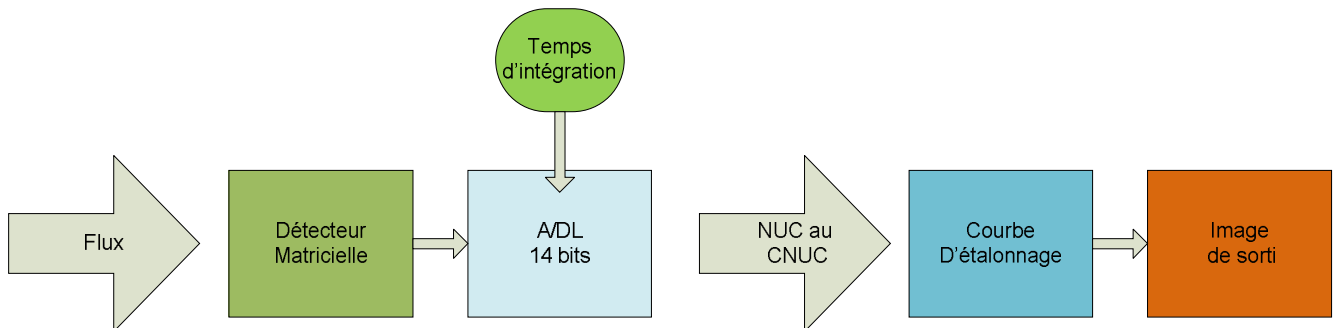 Temps
d'intégration
Flux
Détecteur
Matricielle
A/DL
14 bits
NUC au
CNUC
Courbe
D'étalonnage
Image
de sorti